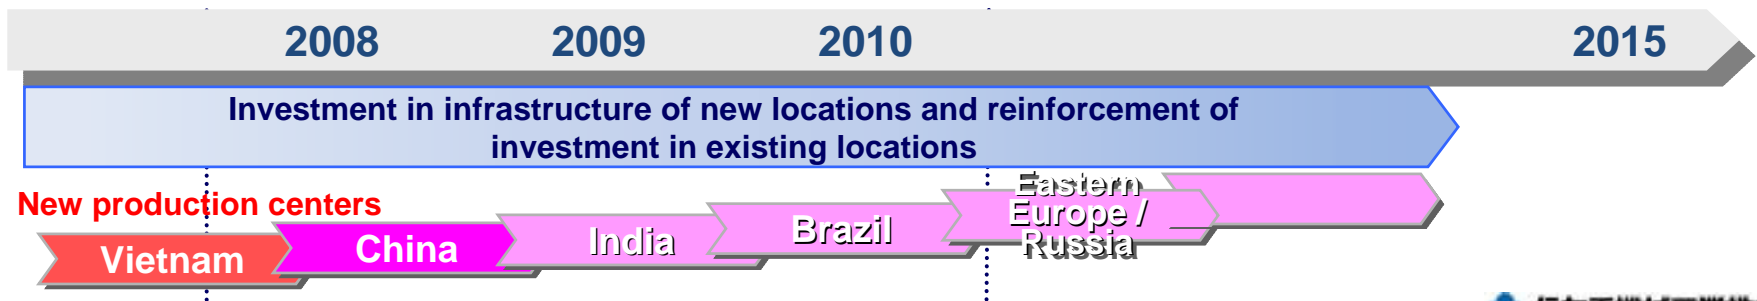 2008 2009 2010 2015
Investment in infrastructure of new locations and reinforcement of
investment in existing locations
New production centers
Vietnam
China
India
Brazil
Eastern
Europe /
Russia